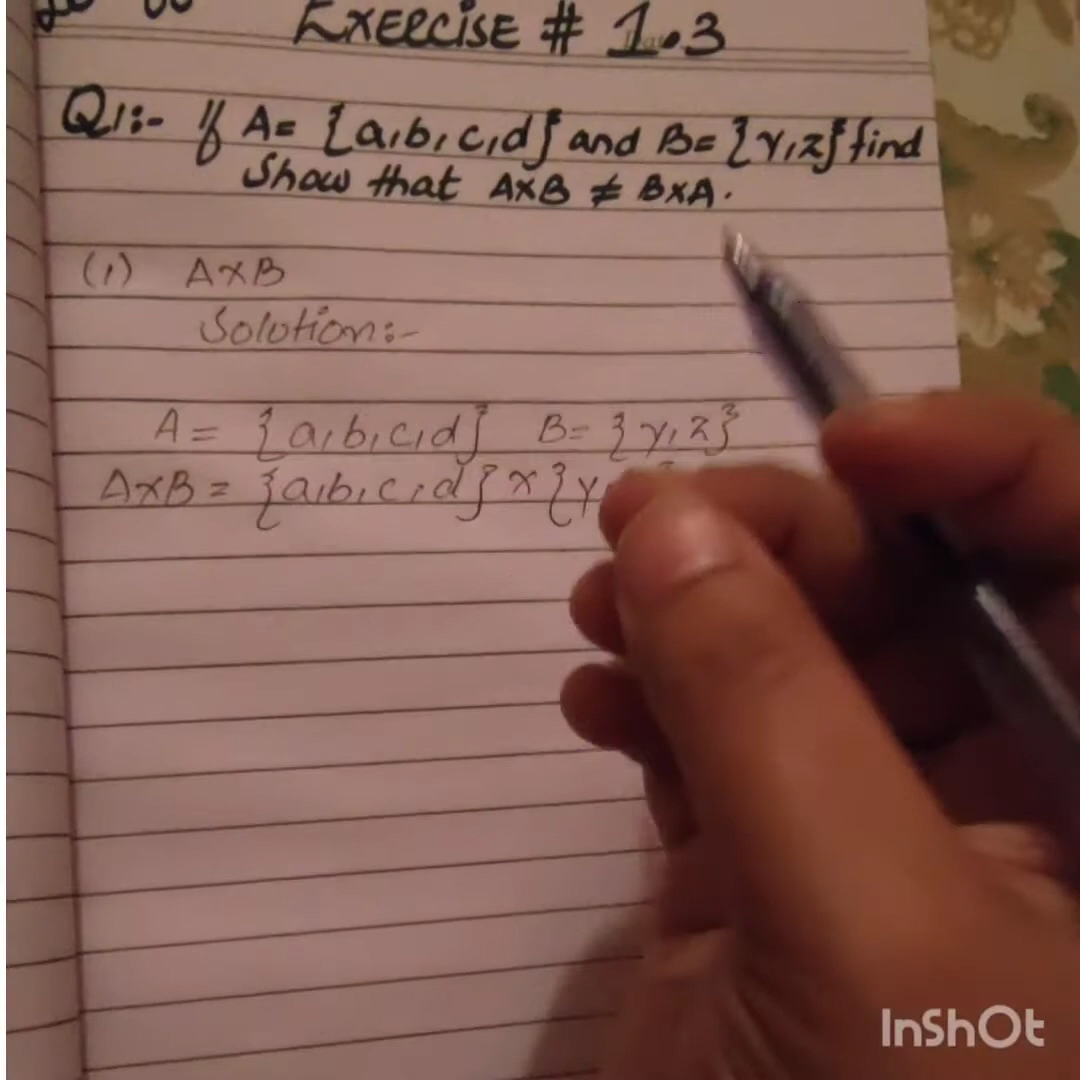 Exercise # 1.3
Q1:- If A= {a,b,c,d} and B= {y,z} find
Show that A×B ≠ B×A.
(1) A×B
Solution:-
A = {a,b,c,d} B= {y,z}
A×B = {a,b,c,d} × {y
InShOt